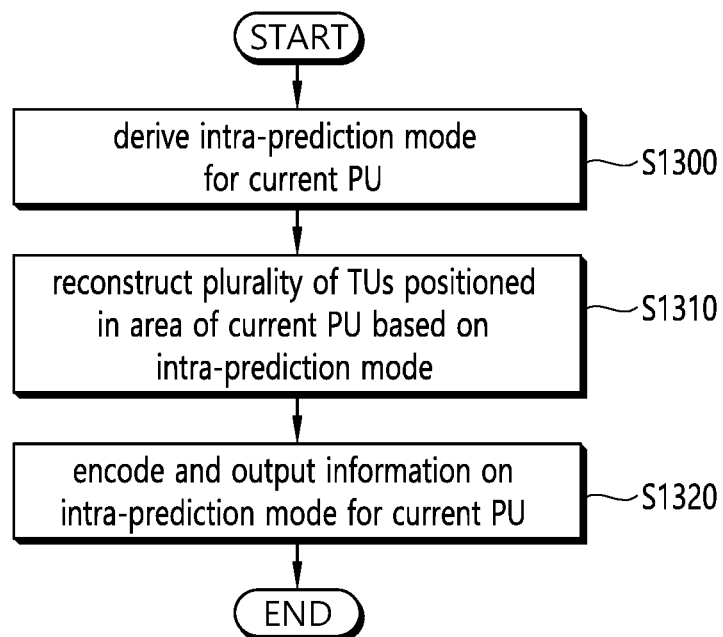 START
derive intra-prediction mode
for current PU
S1300
reconstruct plurality of TUs positioned
in area of current PU based on
intra-prediction mode
S1310
encode and output information on
intra-prediction mode for current PU
S1320
END